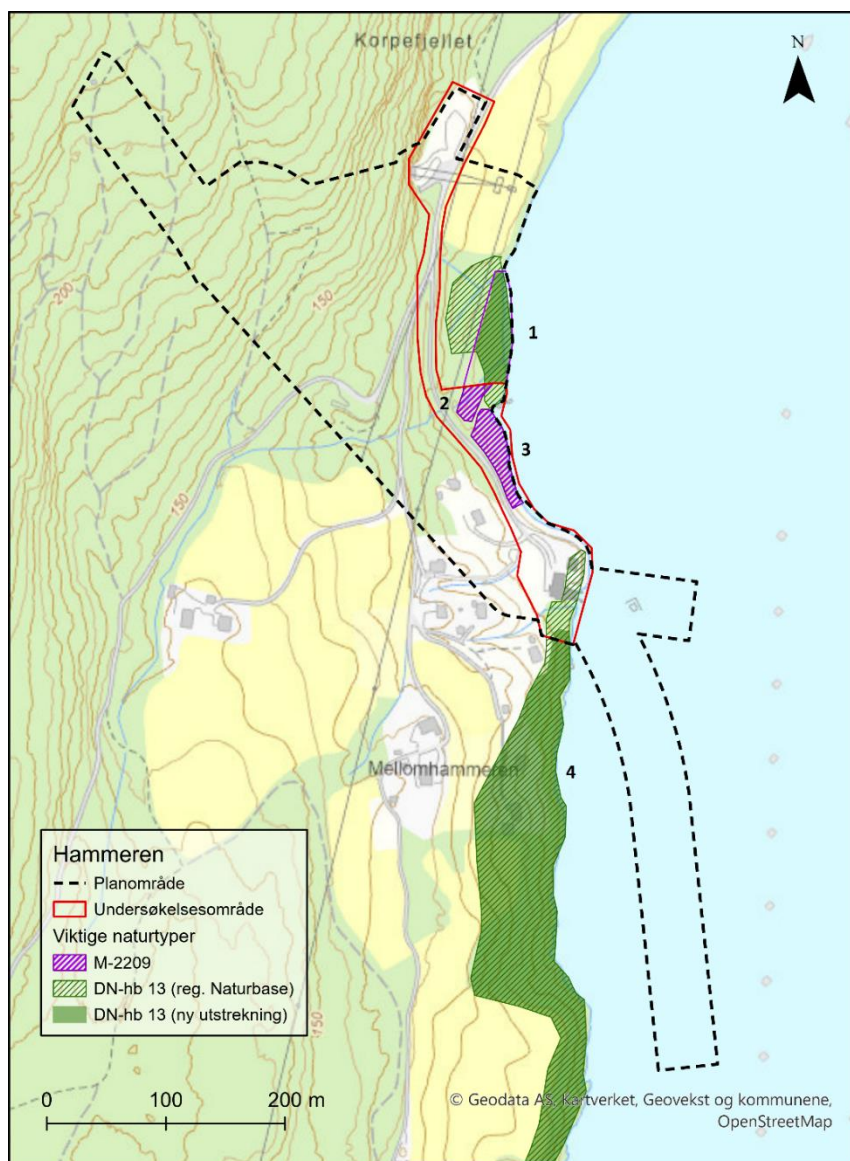 Korpefjellet
N
200
150
150
150
1
2
3
Mellomhammeren
4
150
Hammeren
Planområde
Undersøkelsesområde
Viktige naturtyper
M-2209
DN-hb 13 (reg. Naturbase)
DN-hb 13 (ny utstrekning)
0 100 200 m
© Geodata AS, Kartverket, Geovekst og kommunene,
OpenStreetMap